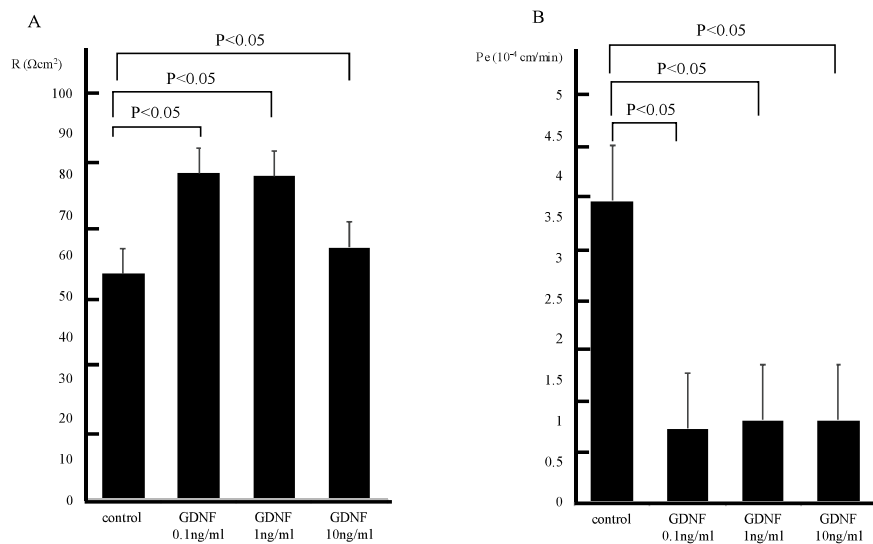 A
R (Ωcm²)
P<0.05
P<0.05
P<0.05
100
90
80
70
60
50
40
30
20
10
0
control
GDNF
0.1ng/ml
GDNF
1ng/ml
GDNF
10ng/ml
B
Pe (10⁻⁴ cm/min)
P<0.05
P<0.05
P<0.05
5
4.5
4
3.5
3
2.5
2
1.5
1
0.5
0
control
GDNF
0.1ng/ml
GDNF
1ng/ml
GDNF
10ng/ml